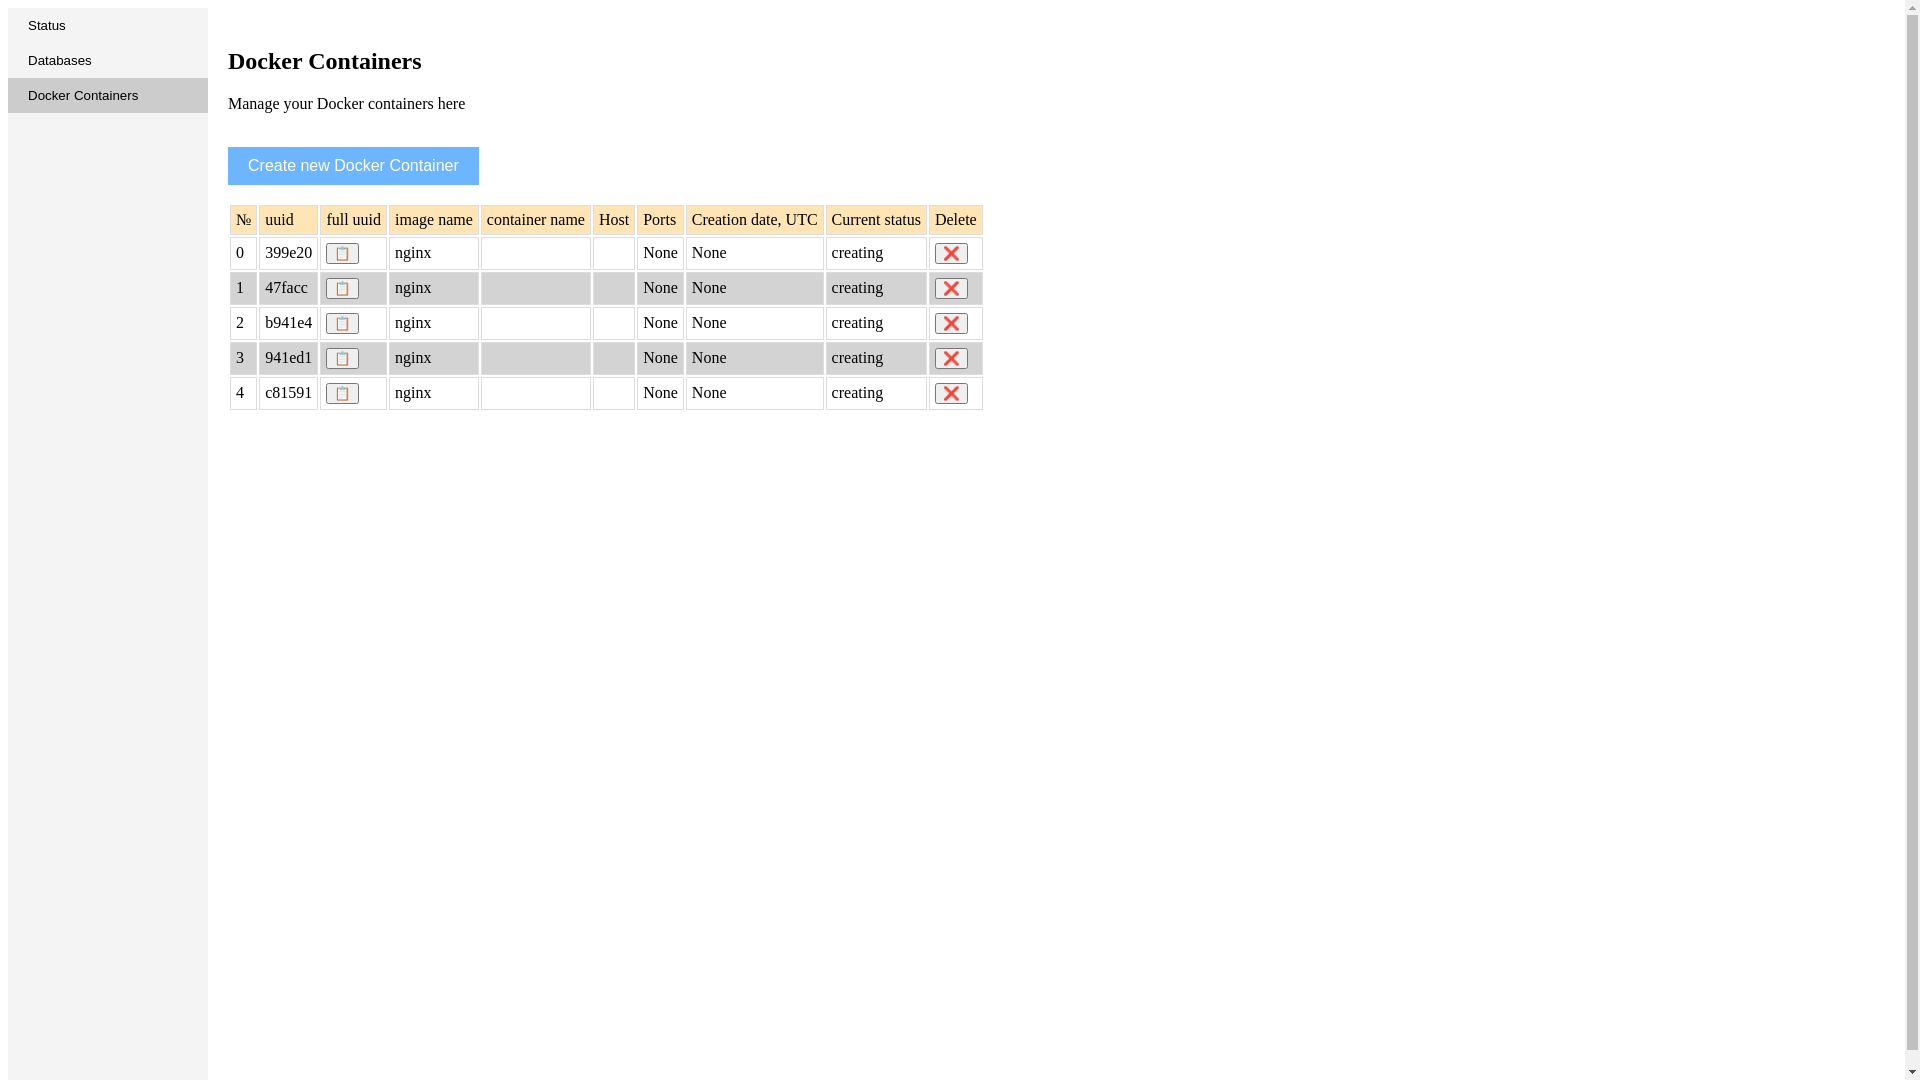 Status
Databases
Docker Containers
Docker Containers
Manage your Docker containers here
Create new Docker Container
№ uuid full uuid image name container name Host Ports Creation date, UTC Current status Delete
0 399e20 📋 nginx None None creating ❌
1 47facc 📋 nginx None None creating ❌
2 b941e4 📋 nginx None None creating ❌
3 941ed1 📋 nginx None None creating ❌
4 c81591 📋 nginx None None creating ❌